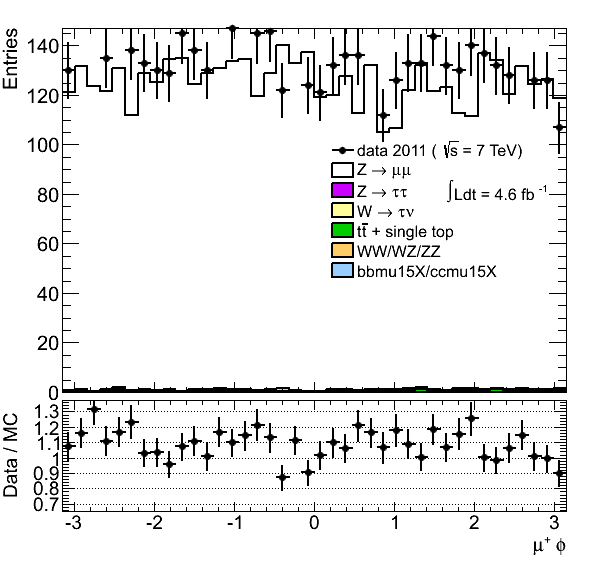 Entries
140
120
100
80
60
40
20
0
data 2011 ( √s = 7 TeV)
Z → μμ
Z → ττ
∫Ldt = 4.6 fb⁻¹
W → τν
tt̄ + single top
WW/WZ/ZZ
bbmu15X/ccmu15X
Data / MC
1.3
1.2
1.1
1
0.9
0.8
0.7
-3 -2 -1 0 1 2 3
μ⁺ ϕ